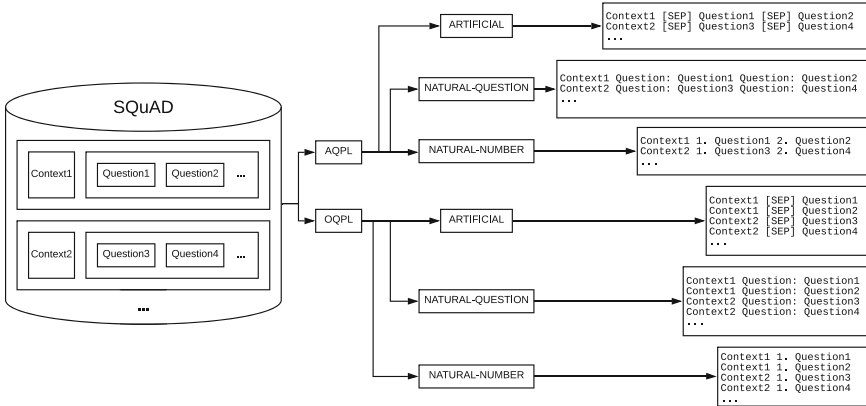 SQuAD
Context1
Question1
Question2
...
Context2
Question3
Question4
...
...
AQPL
OQPL
ARTIFICIAL
Context1 [SEP] Question1 [SEP] Question2
Context2 [SEP] Question3 [SEP] Question4
...
NATURAL-QUESTİON
Context1 Question: Question1 Question: Question2
Context2 Question: Question3 Question: Question4
...
NATURAL-NUMBER
Context1 1. Question1 2. Question2
Context2 1. Question3 2. Question4
...
ARTIFICIAL
Context1 [SEP] Question1
Context1 [SEP] Question2
Context2 [SEP] Question3
Context2 [SEP] Question4
...
NATURAL-QUESTİON
Context1 Question: Question1
Context1 Question: Question2
Context2 Question: Question3
Context2 Question: Question4
...
NATURAL-NUMBER
Context1 1. Question1
Context1 1. Question2
Context2 1. Question3
Context2 1. Question4
...